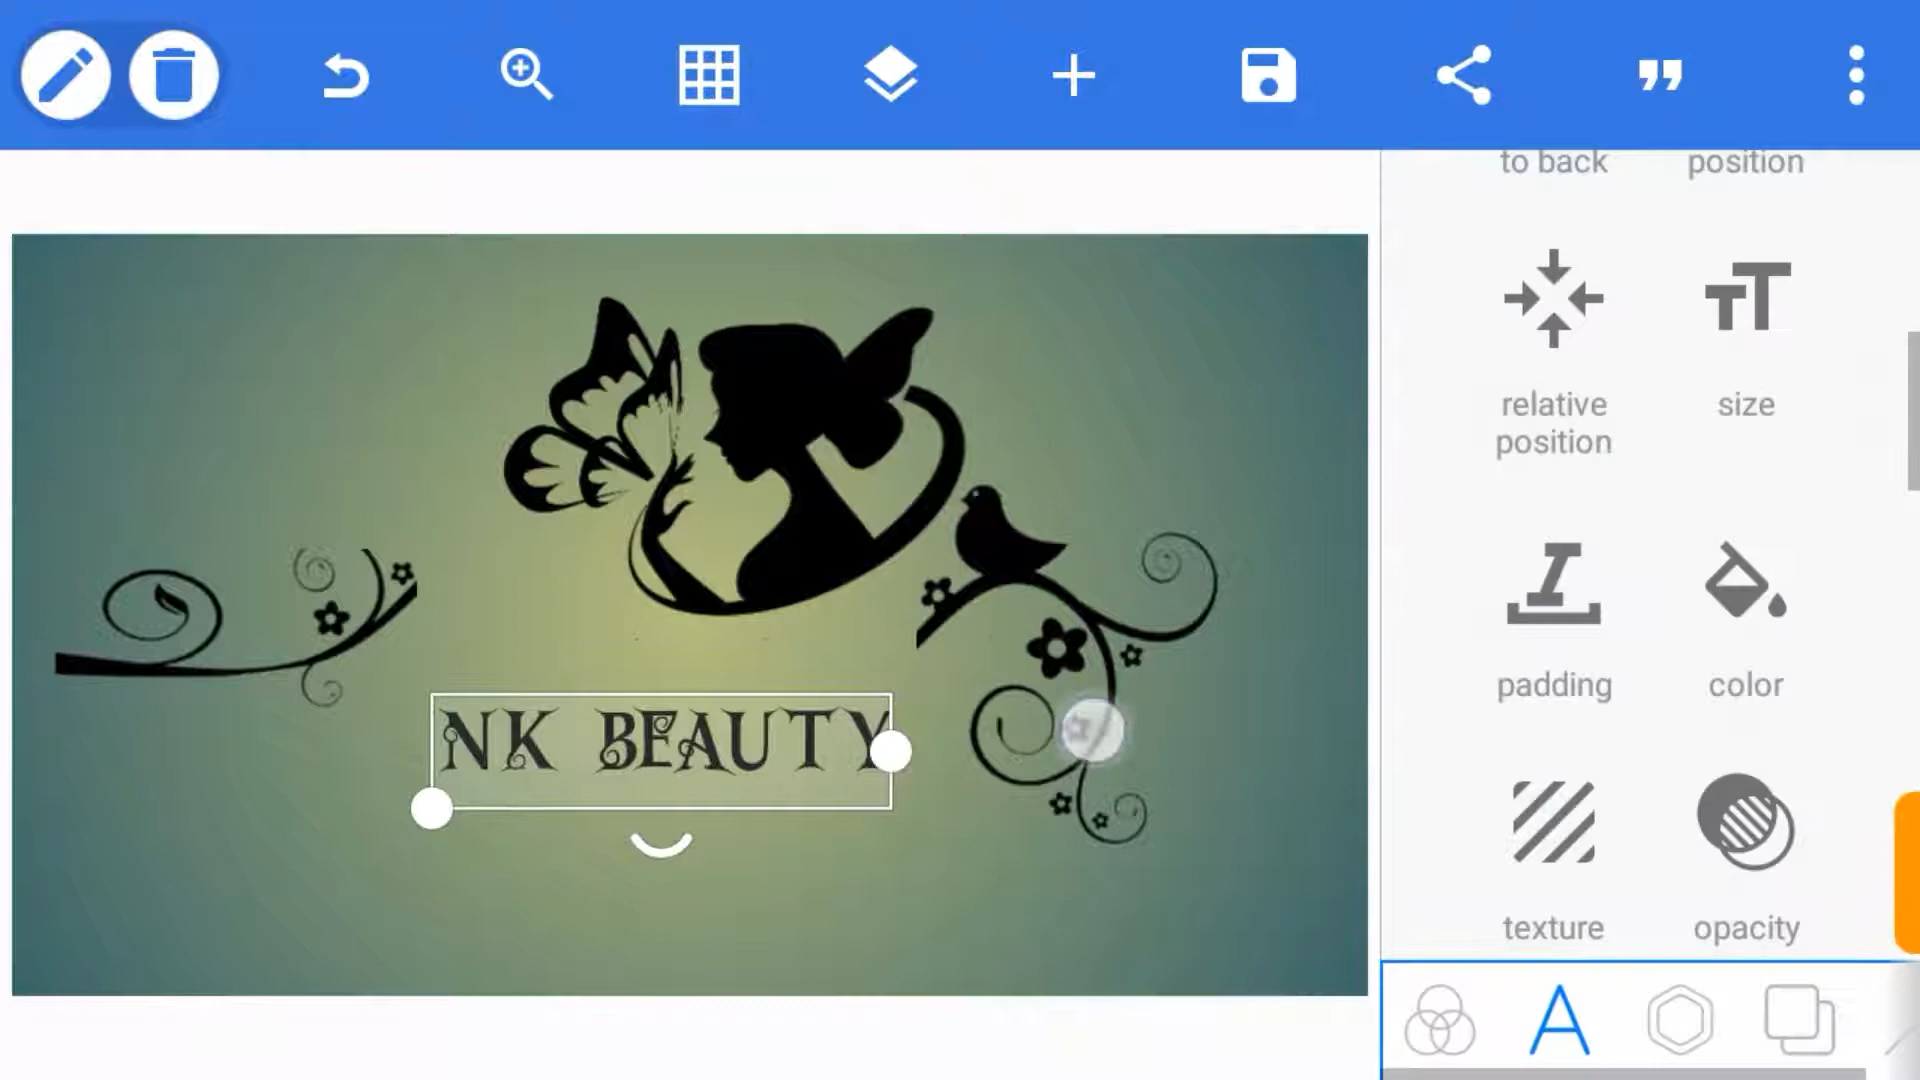 to back
position
relative
position
size
NK BEAUTY
padding
color
texture
opacity